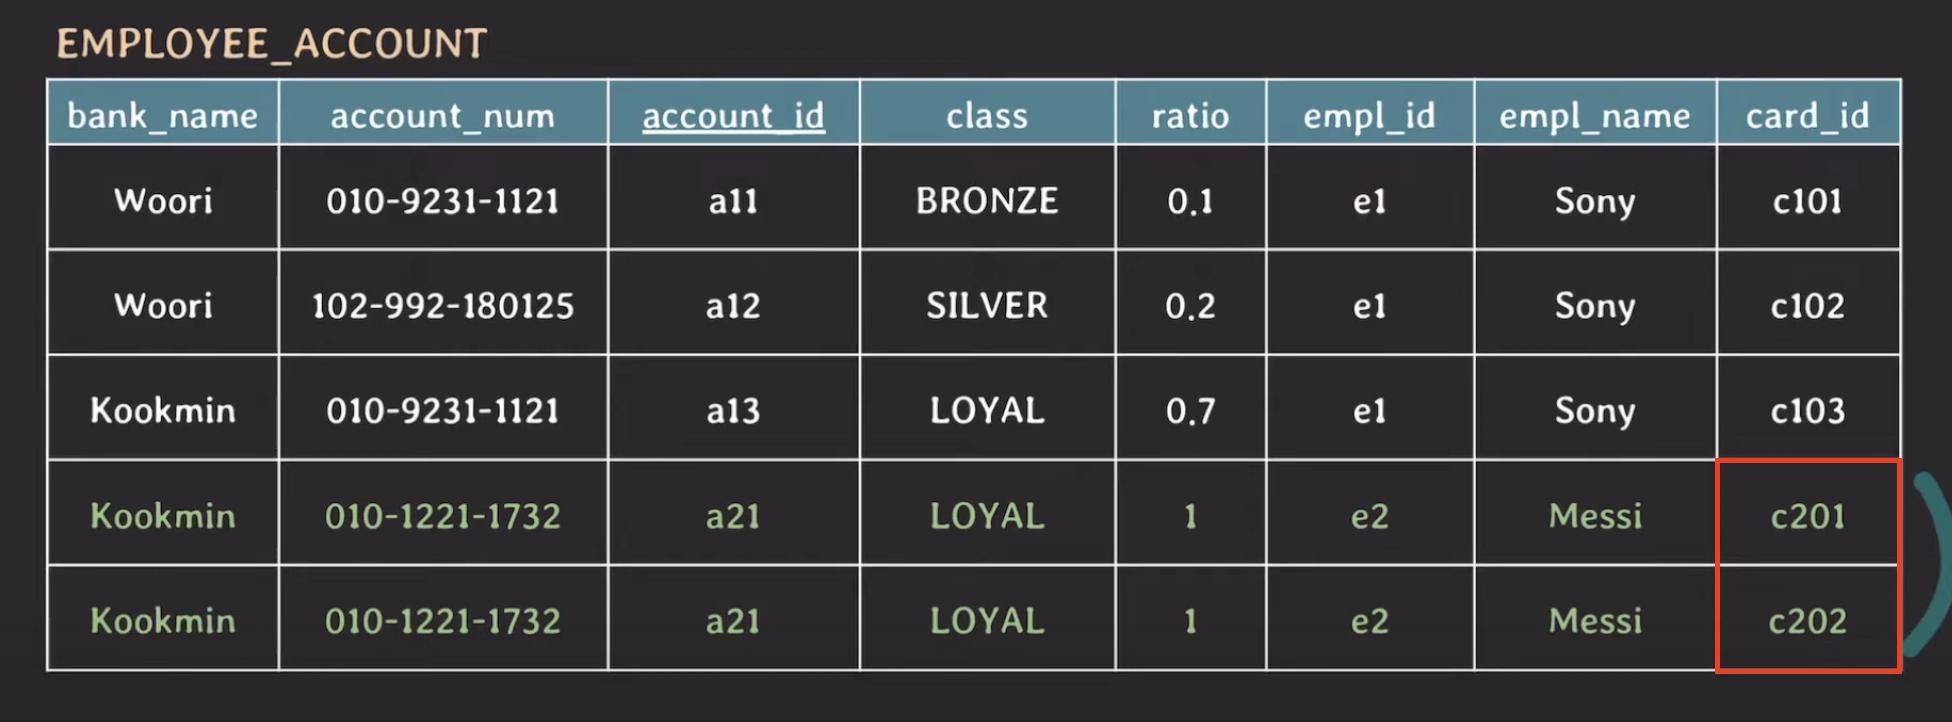 EMPLOYEE_ACCOUNT
bank_name account_num account_id class ratio empl_id empl_name card_id
Woori 010-9231-1121 a11 BRONZE 0.1 e1 Sony c101
Woori 102-992-180125 a12 SILVER 0.2 e1 Sony c102
Kookmin 010-9231-1121 a13 LOYAL 0.7 e1 Sony c103
Kookmin 010-1221-1732 a21 LOYAL 1 e2 Messi c201
Kookmin 010-1221-1732 a21 LOYAL 1 e2 Messi c202